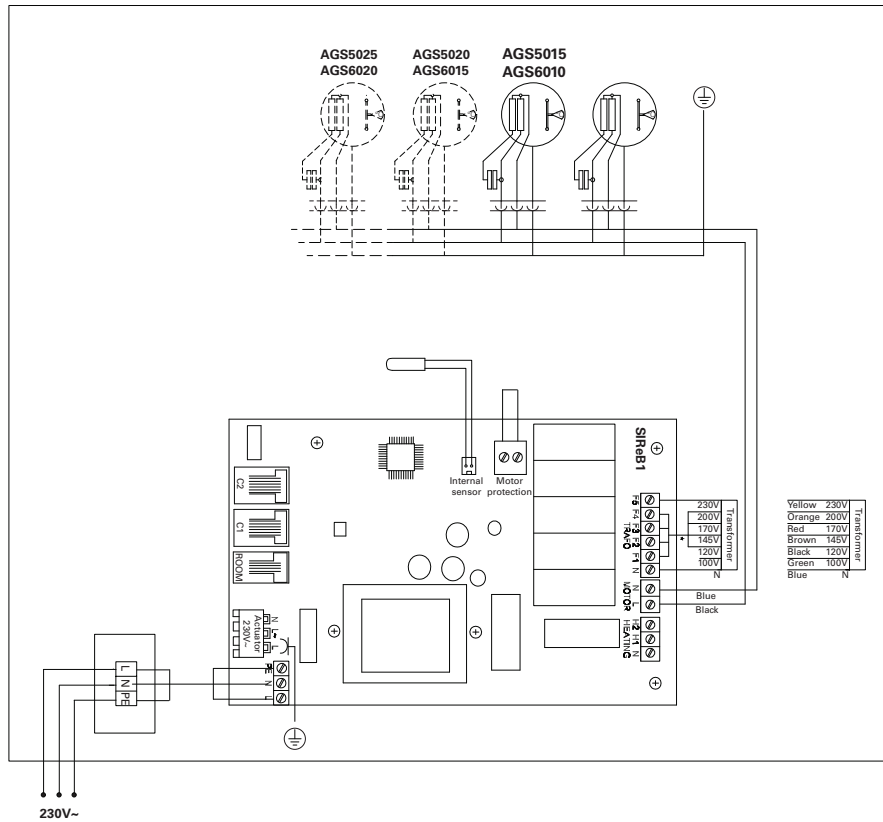 AGS5025
AGS6020
AGS5020
AGS6015
AGS5015
AGS6010
SIReB1
Internal
sensor
Motor
protection
C2
C1
ROOM
Actuator
230V~
N
L*
L
PE
N
L
F5
F4
F3
F2
F1
N
TRAFO
N
L
MOTOR
H2
H1
N
HEATING
230V
200V
170V
145V
120V
100V
N
Transformer
*
Blue
Black
Yellow 230V
Orange 200V
Red 170V
Brown 145V
Black 120V
Green 100V
Blue N
Transformer
L
N
PE
230V~